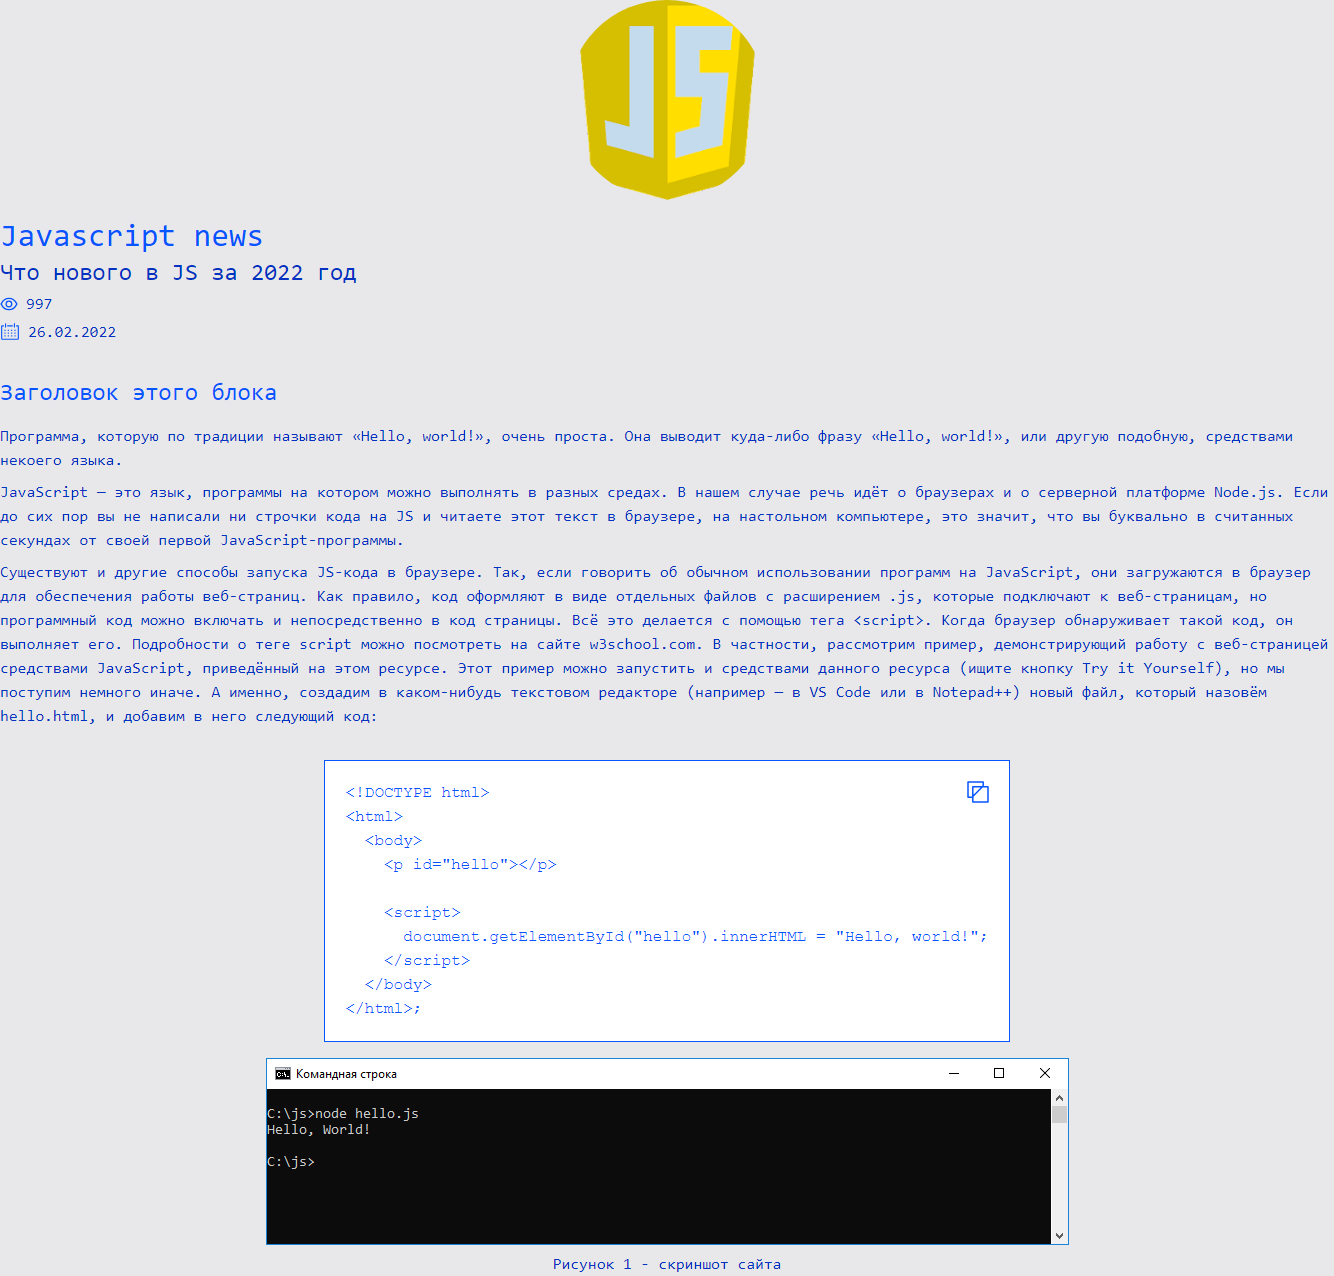 JS
Javascript news
Что нового в JS за 2022 год
997
26.02.2022
Заголовок этого блока
Программа, которую по традиции называют «Hello, world!», очень проста. Она выводит куда-либо фразу «Hello, world!», или другую подобную, средствами
некоего языка.
JavaScript — это язык, программы на котором можно выполнять в разных средах. В нашем случае речь идёт о браузерах и о серверной платформе Node.js. Если
до сих пор вы не написали ни строчки кода на JS и читаете этот текст в браузере, на настольном компьютере, это значит, что вы буквально в считанных
секундах от своей первой JavaScript-программы.
Существуют и другие способы запуска JS-кода в браузере. Так, если говорить об обычном использовании программ на JavaScript, они загружаются в браузер
для обеспечения работы веб-страниц. Как правило, код оформляют в виде отдельных файлов с расширением .js, которые подключают к веб-страницам, но
программный код можно включать и непосредственно в код страницы. Всё это делается с помощью тега <script>. Когда браузер обнаруживает такой код, он
выполняет его. Подробности о теге script можно посмотреть на сайте w3school.com. В частности, рассмотрим пример, демонстрирующий работу с веб-страницей
средствами JavaScript, приведённый на этом ресурсе. Этот пример можно запустить и средствами данного ресурса (ищите кнопку Try it Yourself), но мы
поступим немного иначе. А именно, создадим в каком-нибудь текстовом редакторе (например — в VS Code или в Notepad++) новый файл, который назовём
hello.html, и добавим в него следующий код:
<!DOCTYPE html>
<html>
  <body>
    <p id="hello"></p>
    <script>
      document.getElementById("hello").innerHTML = "Hello, world!";
    </script>
  </body>
</html>;
C:\. Командная строка
C:\js>node hello.js
Hello, World!
C:\js>
Рисунок 1 - скриншот сайта